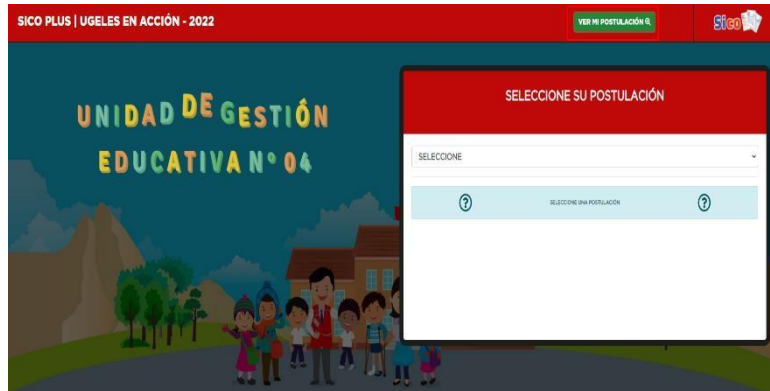 SICO PLUS | UGELES EN ACCIÓN - 2022
VER MI POSTULACIÓN
Sico
UNIDAD DE GESTIÓN
EDUCATIVA N° 04
SELECCIONE SU POSTULACIÓN
SELECCIONE
SELECCIONE UNA POSTULACIÓN